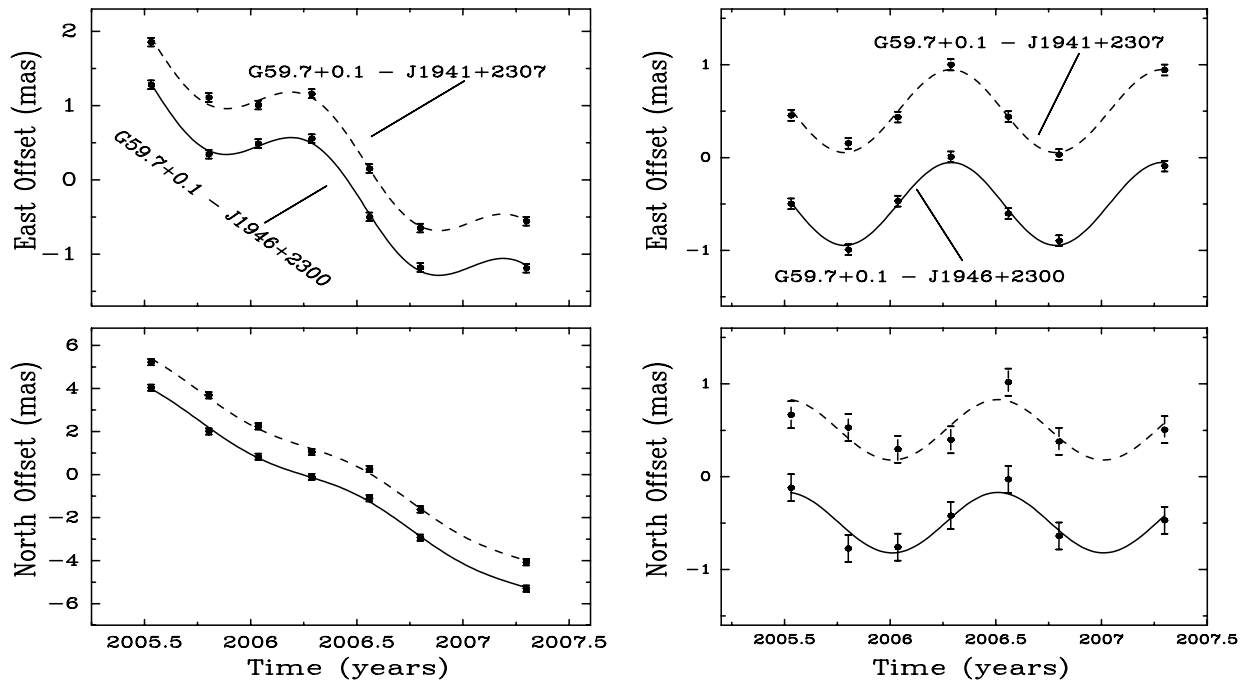 East Offset (mas)
2
1
0
−1
G59.7+0.1 − J1941+2307
G59.7+0.1 − J1946+2300
East Offset (mas)
1
0
−1
G59.7+0.1 − J1941+2307
G59.7+0.1 − J1946+2300
North Offset (mas)
6
4
2
0
−2
−4
−6
2005.5 2006 2006.5 2007 2007.5
Time (years)
North Offset (mas)
1
0
−1
2005.5 2006 2006.5 2007 2007.5
Time (years)